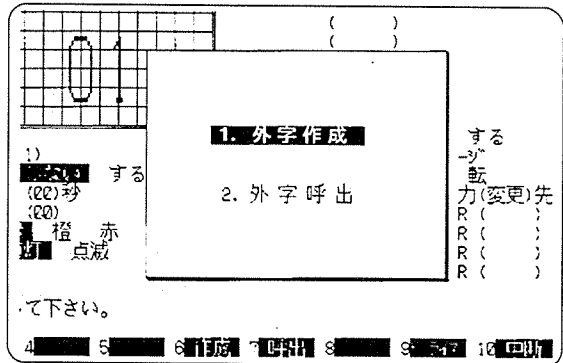 (　　　)
(　　　)
01
1. 外字作成
2. 外字呼出
1)
する
(00)秒
(00)
橙 赤
点滅
する
ージ
転
力(変更)先
R (　　　)
R (　　　)
R (　　　)
R (　　　)
て下さい。
4 5 6 作成 7 呼出 8 9 10 中断